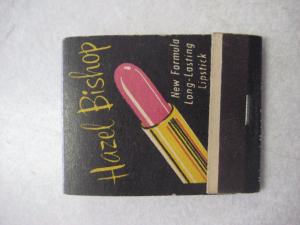 Hazel Bishop
New Formula
Long-Lasting
Lipstick